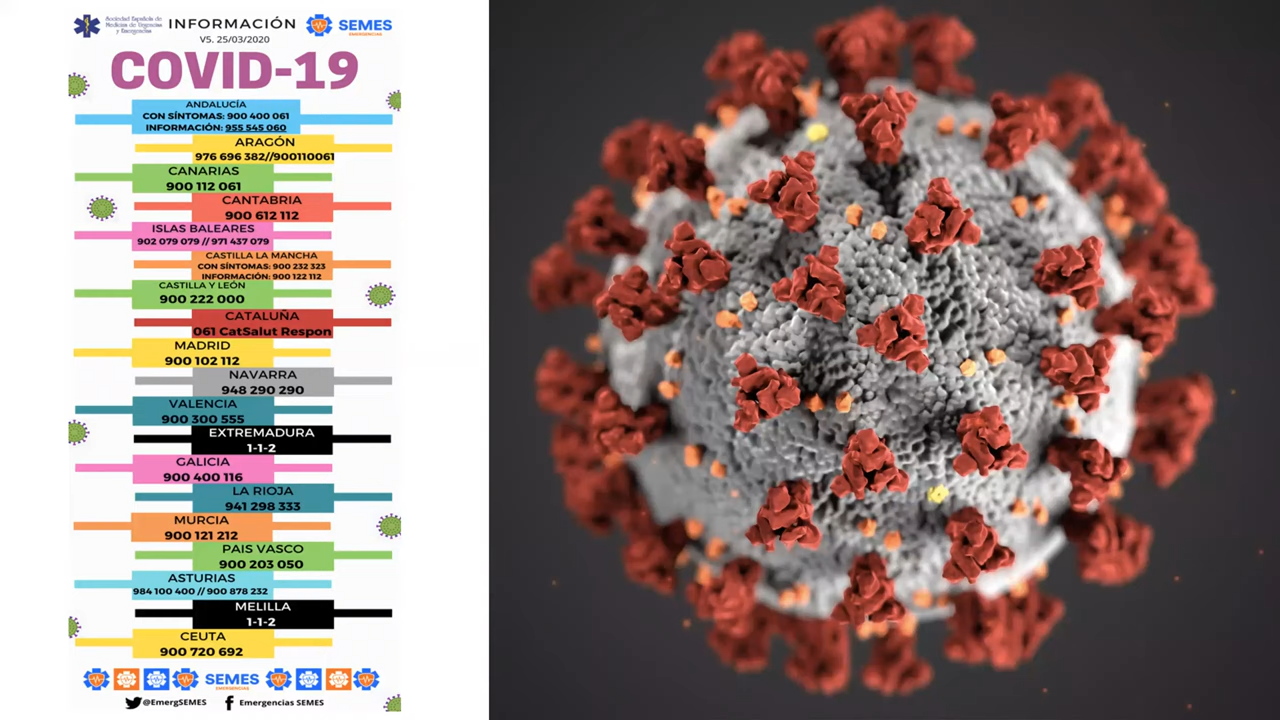 Sociedad Española de
Medicina de Urgencias
y Emergencias
INFORMACIÓN
SEMES
EMERGENCIAS
V5. 25/03/2020
COVID-19
ANDALUCÍA
CON SÍNTOMAS: 900 400 061
INFORMACIÓN: 955 545 060
ARAGÓN
976 696 382//900110061
CANARIAS
900 112 061
CANTABRIA
900 612 112
ISLAS BALEARES
902 079 079 // 971 437 079
CASTILLA LA MANCHA
CON SÍNTOMAS: 900 232 323
INFORMACIÓN: 900 122 112
CASTILLA Y LEÓN
900 222 000
CATALUÑA
061 CatSalut Respon
MADRID
900 102 112
NAVARRA
948 290 290
VALENCIA
900 300 555
EXTREMADURA
1-1-2
GALICIA
900 400 116
LA RIOJA
941 298 333
MURCIA
900 121 212
PAIS VASCO
900 203 050
ASTURIAS
984 100 400 // 900 878 232
MELILLA
1-1-2
CEUTA
900 720 692
SEMES
EMERGENCIAS
@EmergSEMES
Emergencias SEMES